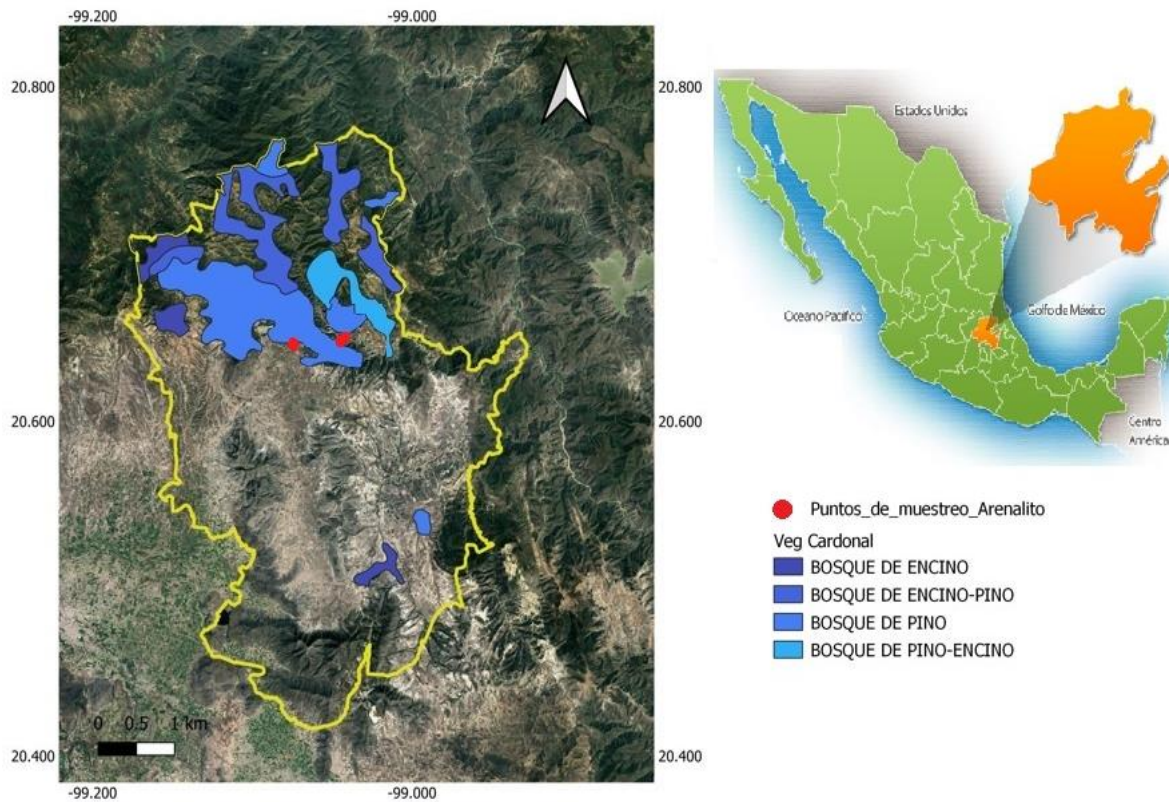 -99.200
-99.000
20.800
20.800
20.600
20.600
20.400
20.400
0 0.5 1 km
-99.200
-99.000
Estados Unidos
Oceano Pacífico
Golfo de México
Centro
América
Puntos_de_muestreo_Arenalito
Veg Cardonal
BOSQUE DE ENCINO
BOSQUE DE ENCINO-PINO
BOSQUE DE PINO
BOSQUE DE PINO-ENCINO